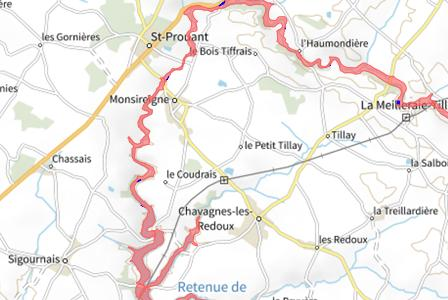 les Gornières
St-Prouant
le Bois Tiffrais
l'Haumondière
Monsireigne
La Meilleraie-Till
Tillay
le Petit Tillay
Chassais
la Salbo
le Coudrais
Chavagnes-les-
Redoux
la Treillardière
les Redoux
Sigournais
Retenue de